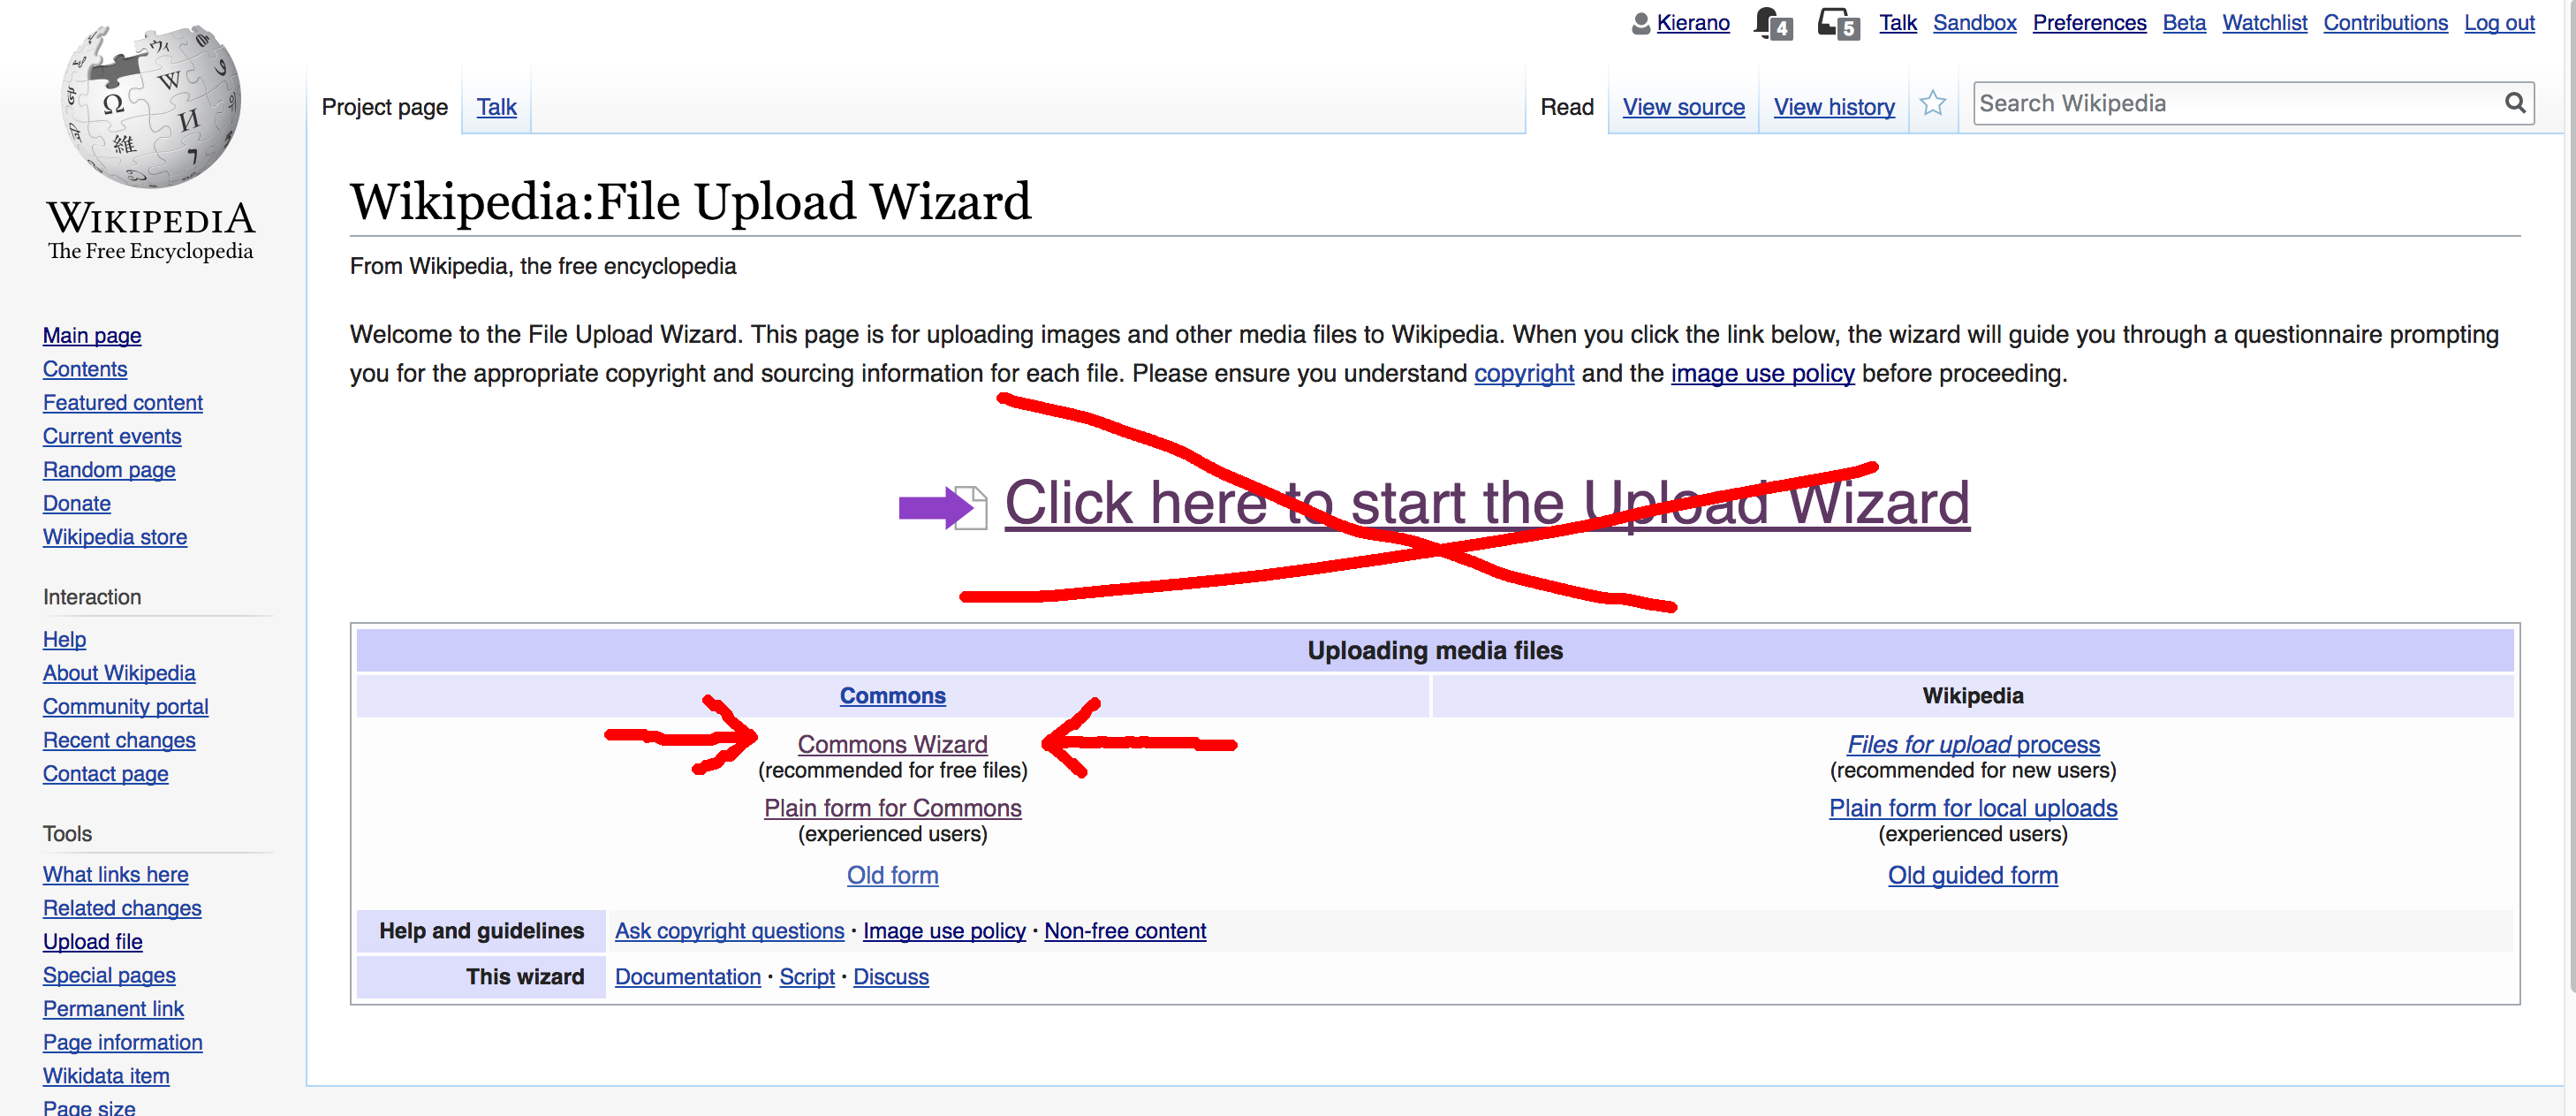 Kierano 4 5 Talk Sandbox Preferences Beta Watchlist Contributions Log out
Project page Talk Read View source View history Search Wikipedia
Ω W И 維 ウィ 7
WIKIPEDIA
The Free Encyclopedia
Main page
Contents
Featured content
Current events
Random page
Donate
Wikipedia store
Interaction
Help
About Wikipedia
Community portal
Recent changes
Contact page
Tools
What links here
Related changes
Upload file
Special pages
Permanent link
Page information
Wikidata item
Page size
Wikipedia:File Upload Wizard
From Wikipedia, the free encyclopedia
Welcome to the File Upload Wizard. This page is for uploading images and other media files to Wikipedia. When you click the link below, the wizard will guide you through a questionnaire prompting
you for the appropriate copyright and sourcing information for each file. Please ensure you understand copyright and the image use policy before proceeding.
Click here to start the Upload Wizard
Uploading media files
Commons Wikipedia
Commons Wizard
(recommended for free files)
Plain form for Commons
(experienced users)
Old form
Files for upload process
(recommended for new users)
Plain form for local uploads
(experienced users)
Old guided form
Help and guidelines Ask copyright questions · Image use policy · Non-free content
This wizard Documentation · Script · Discuss